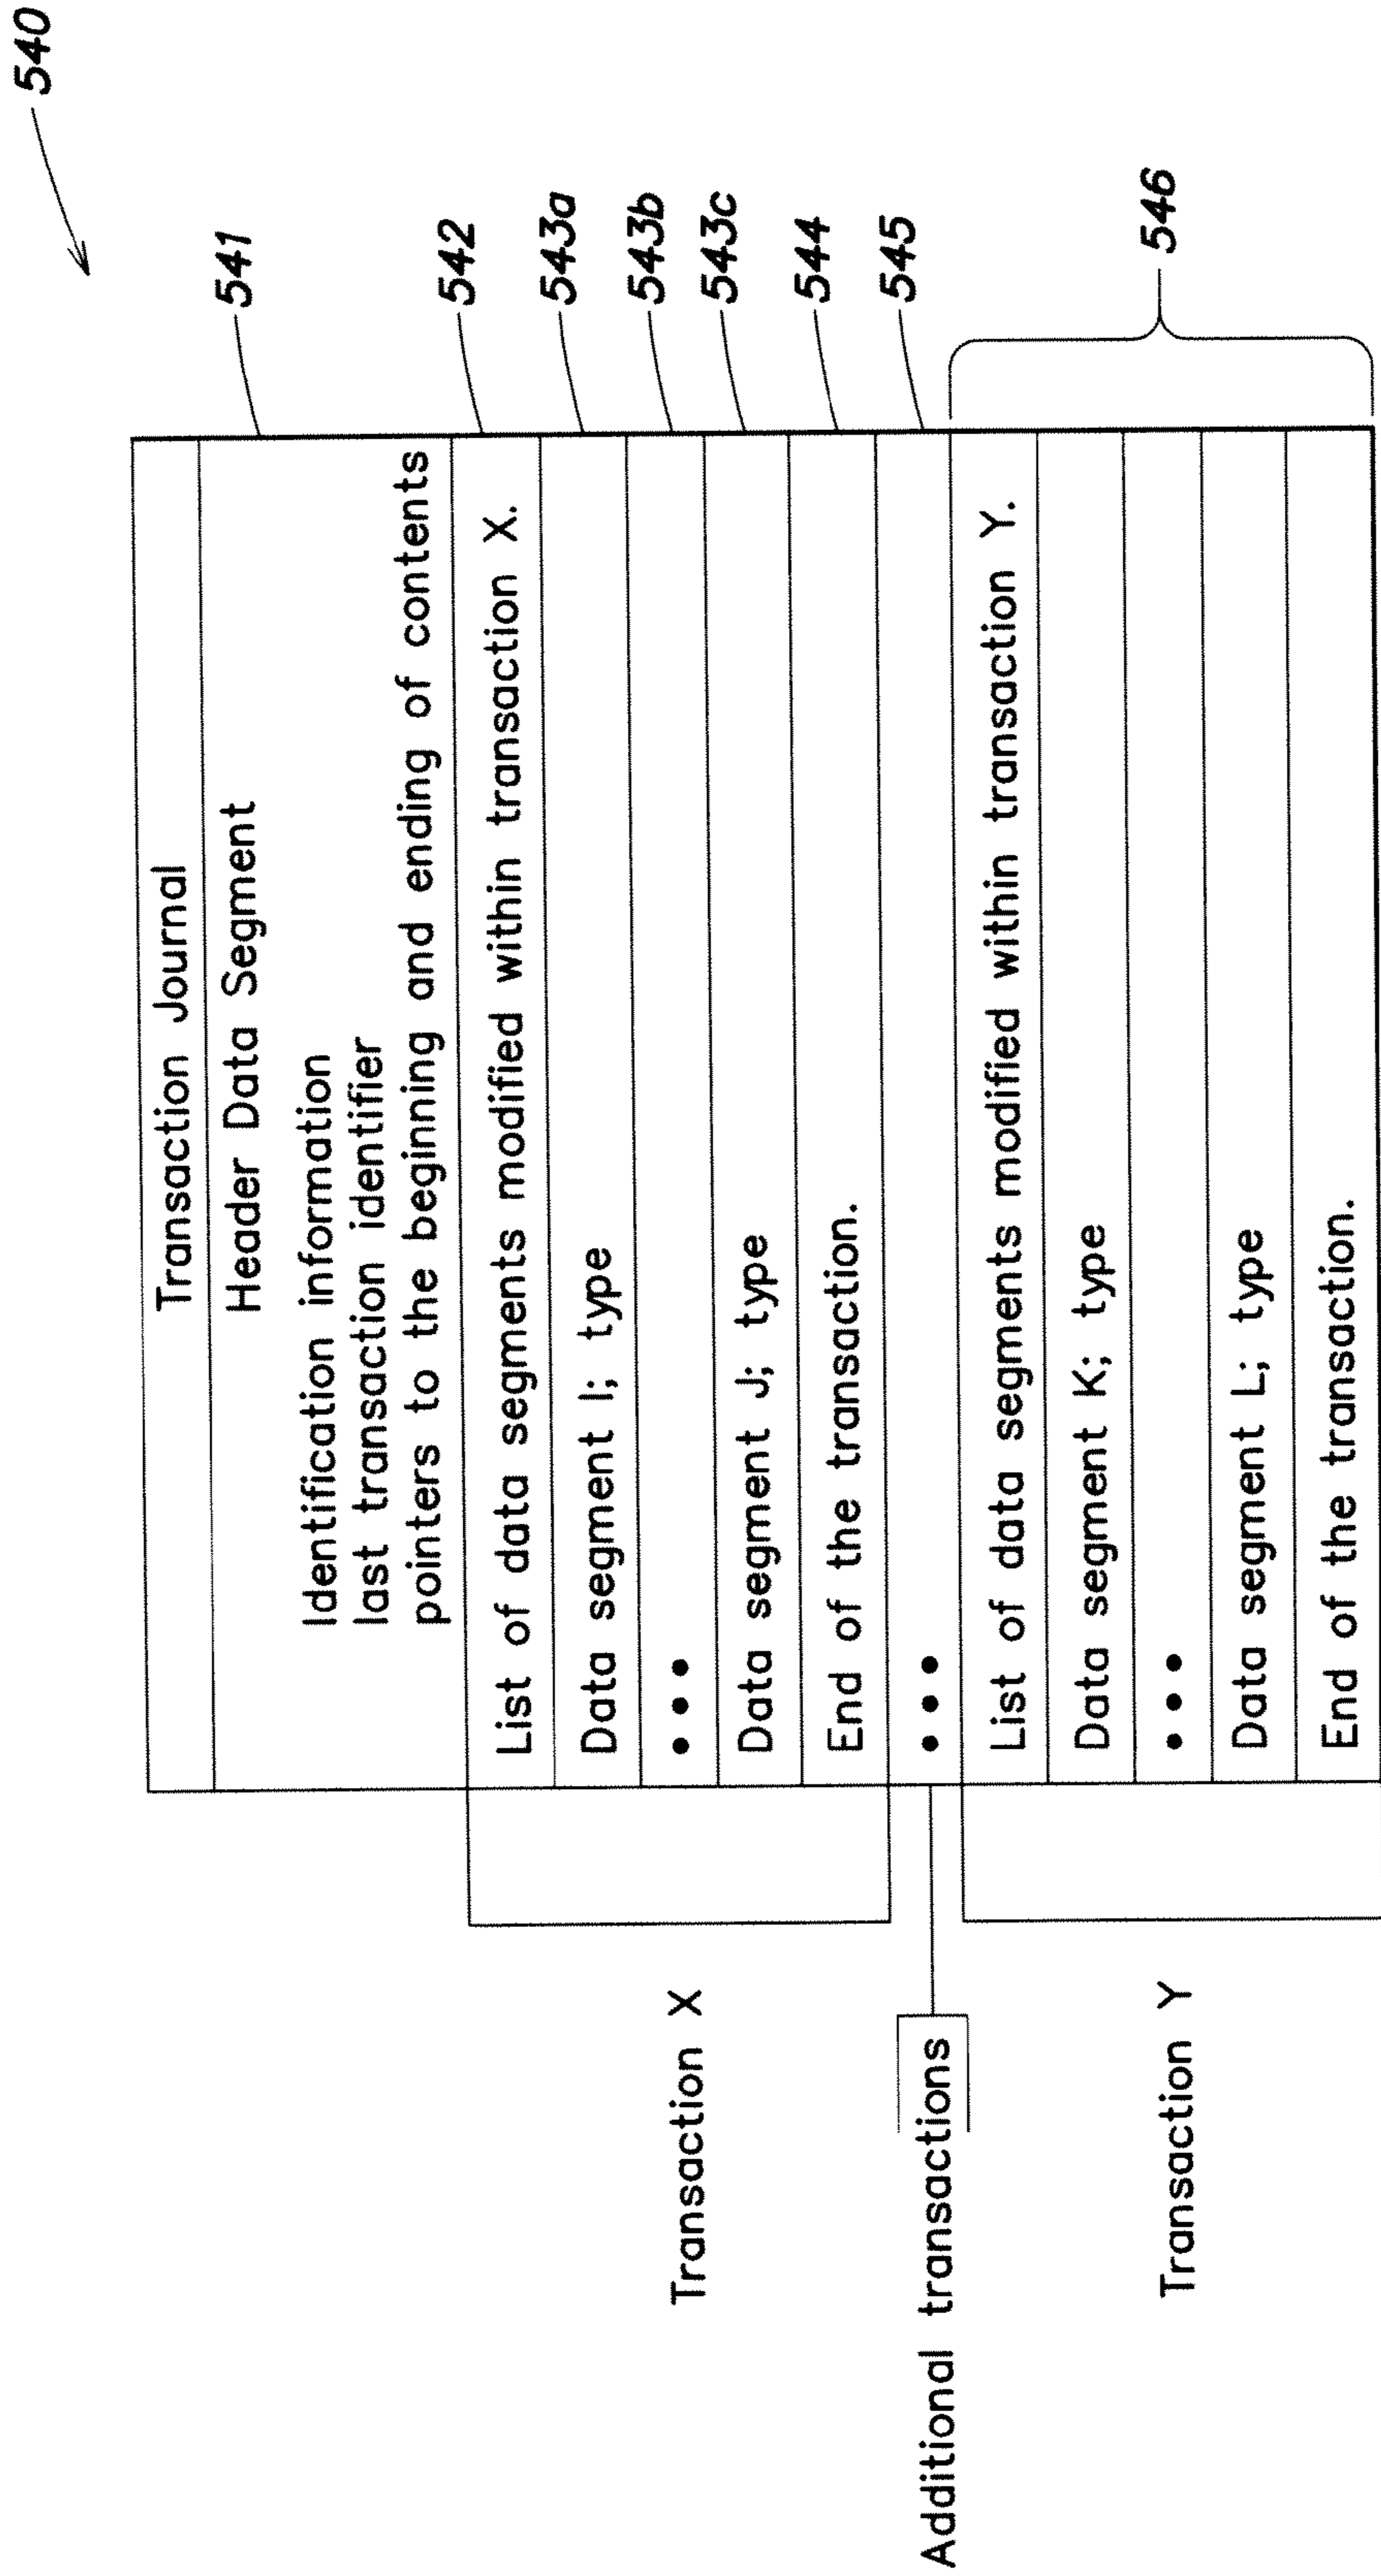 540
Transaction Journal
Header Data Segment
541
Identification information
last transaction identifier
pointers to the beginning and ending of contents
List of data segments modified within transaction X.
542
Data segment I; type
543a
•••
543b
Data segment J; type
543c
End of the transaction.
544
•••
545
List of data segments modified within transaction Y.
Data segment K; type
•••
Data segment L; type
End of the transaction.
546
Transaction X
Additional transactions
Transaction Y